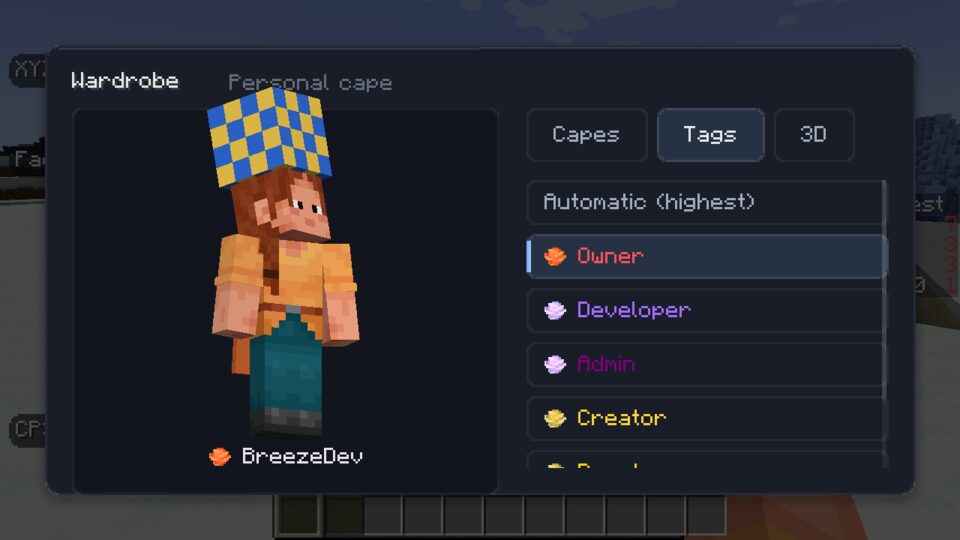 Wardrobe
Personal cape
Capes
Tags
3D
Automatic (highest)
Owner
Developer
Admin
Creator
BreezeDev